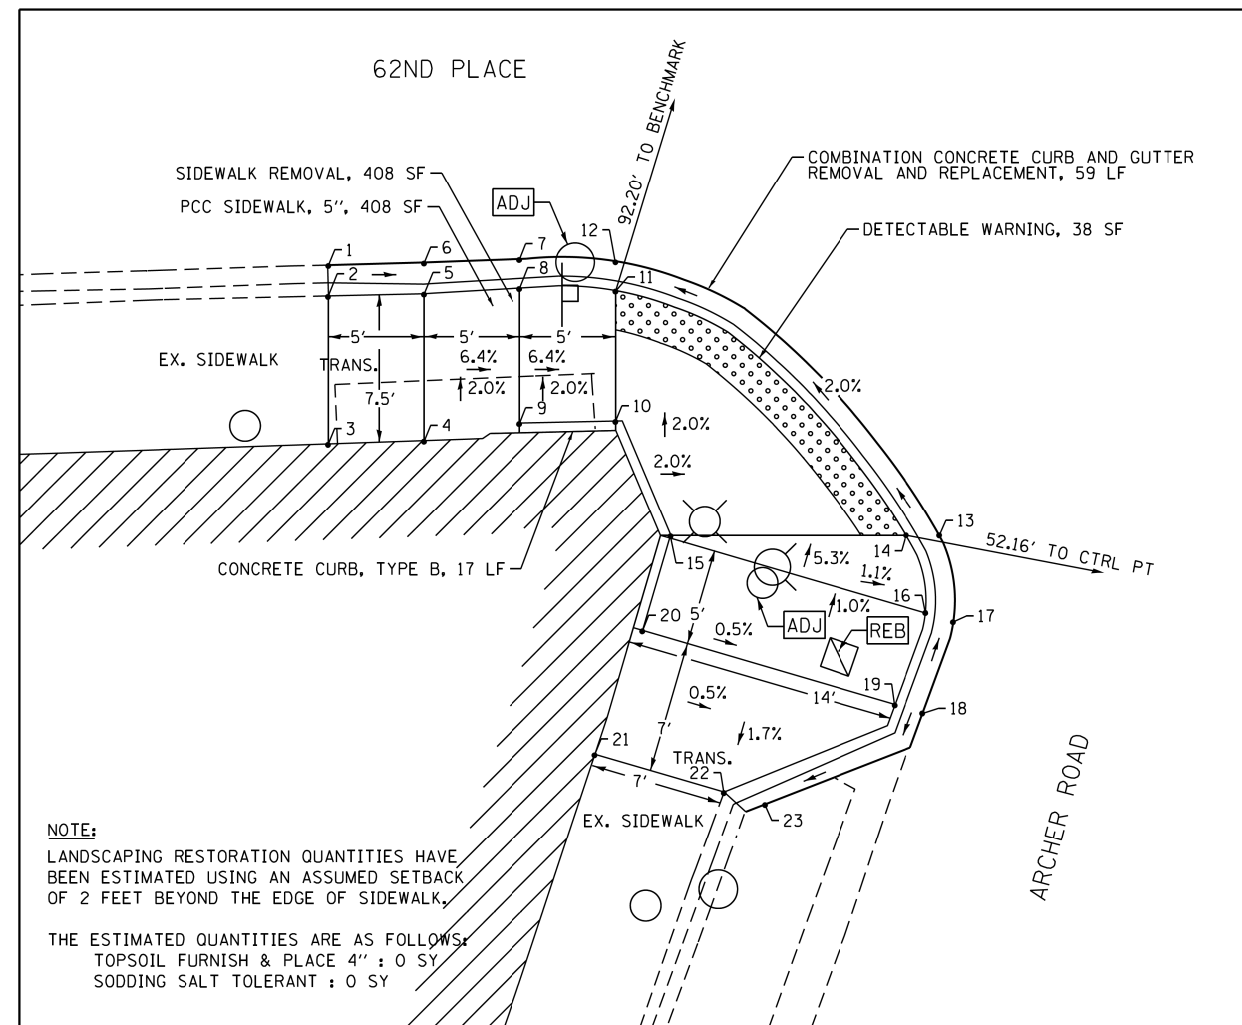 62ND PLACE
92.20' TO BENCHMARK
SIDEWALK REMOVAL, 408 SF
PCC SIDEWALK, 5'', 408 SF
ADJ
COMBINATION CONCRETE CURB AND GUTTER
REMOVAL AND REPLACEMENT, 59 LF
DETECTABLE WARNING, 38 SF
1
6
7
12
2
5
8
11
5'
5'
5'
EX. SIDEWALK
TRANS.
6.4%
6.4%
2.0%
2.0%
2.0%
7.5'
3
4
9
10
2.0%
2.0%
13
14
52.16' TO CTRL PT
15
5.3%
1.1%
CONCRETE CURB, TYPE B, 17 LF
16
1.0%
17
20
5'
0.5%
ADJ
REB
19
14'
18
0.5%
7'
1.7%
21
TRANS.
22
7'
EX. SIDEWALK
23
ARCHER ROAD
NOTE:
LANDSCAPING RESTORATION QUANTITIES HAVE
BEEN ESTIMATED USING AN ASSUMED SETBACK
OF 2 FEET BEYOND THE EDGE OF SIDEWALK.
THE ESTIMATED QUANTITIES ARE AS FOLLOWS:
TOPSOIL FURNISH & PLACE 4'' : 0 SY
SODDING SALT TOLERANT : 0 SY